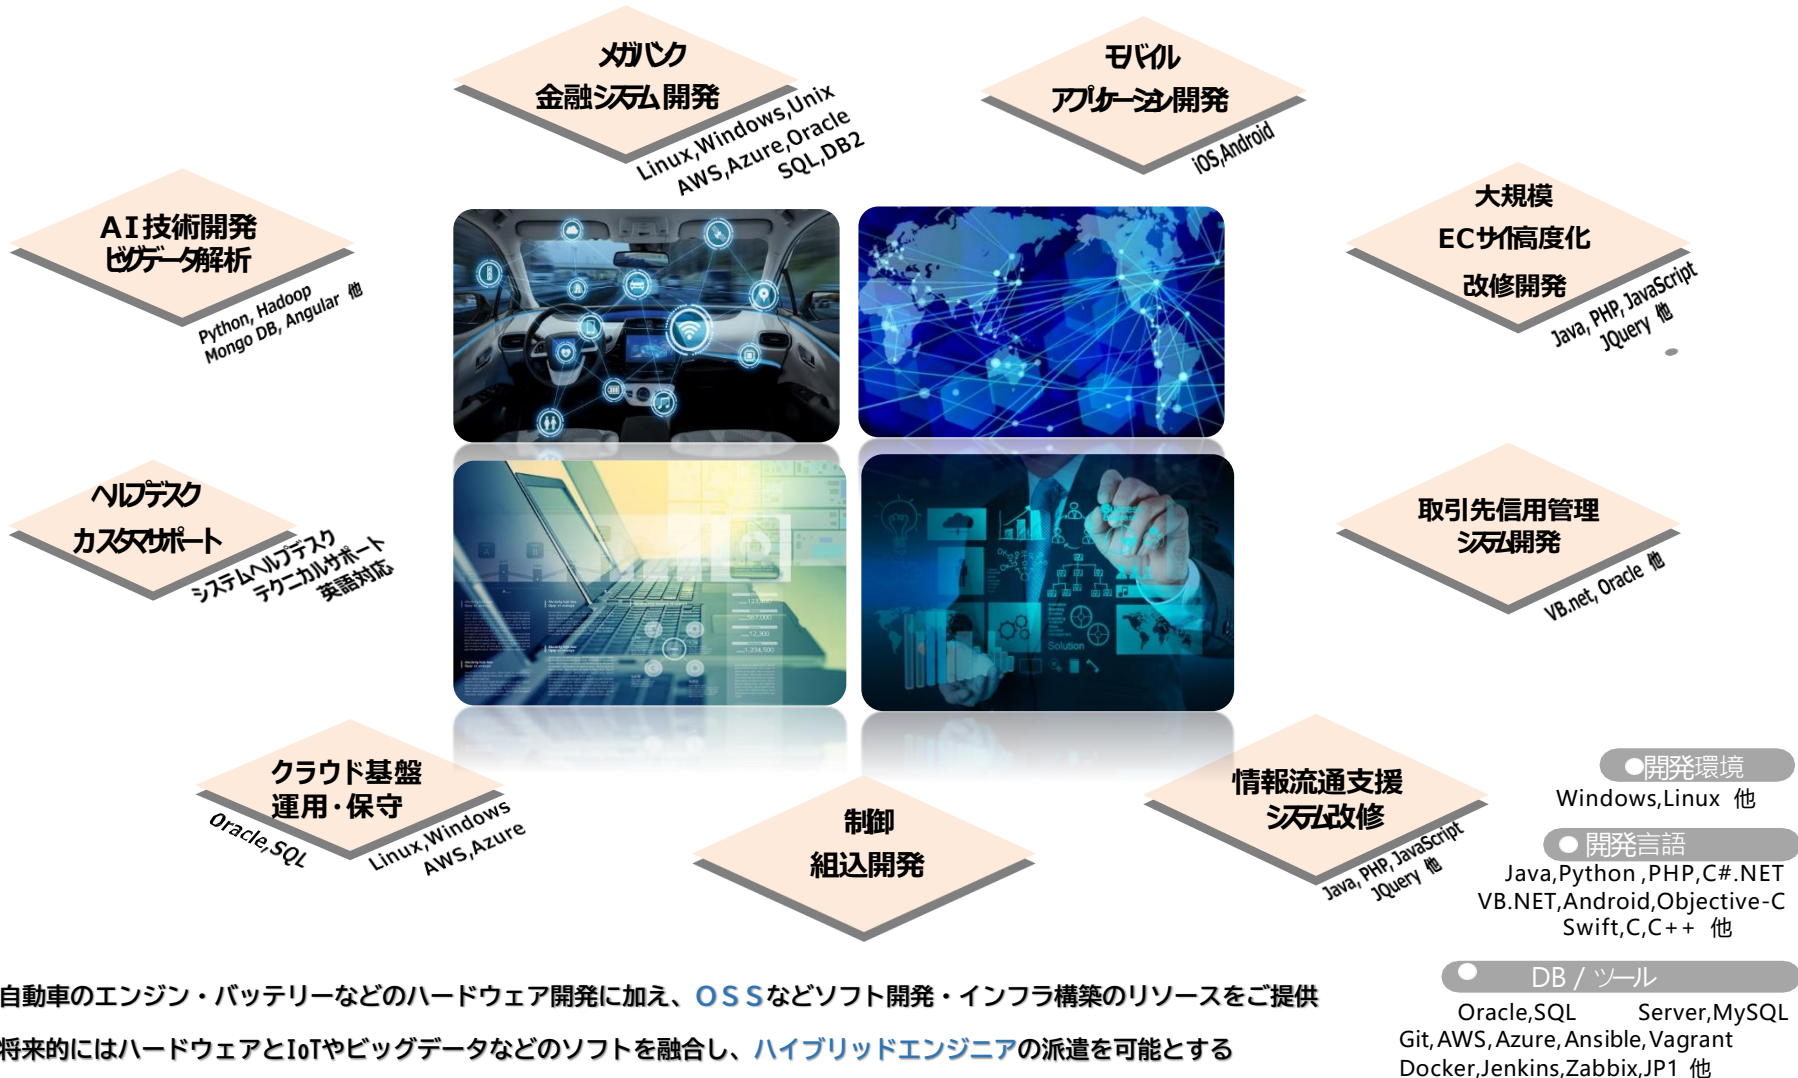 メガバンク
金融システム開発
Linux,Windows,Unix
AWS,Azure,Oracle
SQL,DB2
モバイル
アプリケーション開発
iOS,Android
AI技術開発
ビッグデータ解析
Python, Hadoop
Mongo DB, Angular 他
大規模
ECサイト高度化
改修開発
Java, PHP, JavaScript
JQuery 他
ヘルプデスク
カスタマサポート
システムヘルプデスク
テクニカルサポート
英語対応
取引先信用管理
システム開発
VB.net, Oracle 他
Solution
123,400
567,000
12,300
1,234,500
クラウド基盤
運用・保守
Oracle,SQL
Linux,Windows
AWS,Azure
制御
組込開発
情報流通支援
システム改修
Java, PHP, JavaScript
JQuery 他
●開発環境
Windows,Linux 他
●開発言語
Java,Python ,PHP,C#.NET
VB.NET,Android,Objective-C
Swift,C,C++ 他
● DB / ツール
Oracle,SQL Server,MySQL
Git,AWS,Azure,Ansible,Vagrant
Docker,Jenkins,Zabbix,JP1 他
自動車のエンジン・バッテリーなどのハードウェア開発に加え、OSSなどソフト開発・インフラ構築のリソースをご提供
将来的にはハードウェアとIoTやビッグデータなどのソフトを融合し、ハイブリッドエンジニアの派遣を可能とする